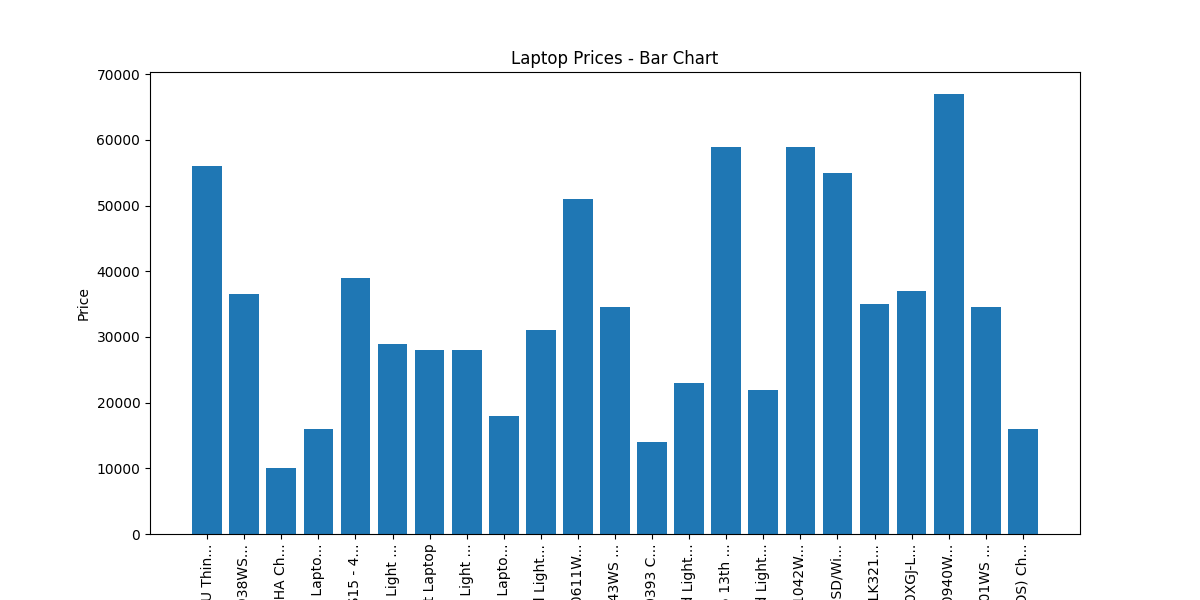 Laptop Prices - Bar Chart
Price
70000
60000
50000
40000
30000
20000
10000
0
U Thin...
038WS...
HA Ch...
Lapto...
S15 - 4...
Light ...
t Laptop
Light ...
Lapto...
d Light...
0611W...
43WS ...
0393 C...
d Light...
13th ...
d Light...
1042W...
SD/Wi...
LK321...
0XGJ-L...
0940W...
01WS ...
OS) Ch...